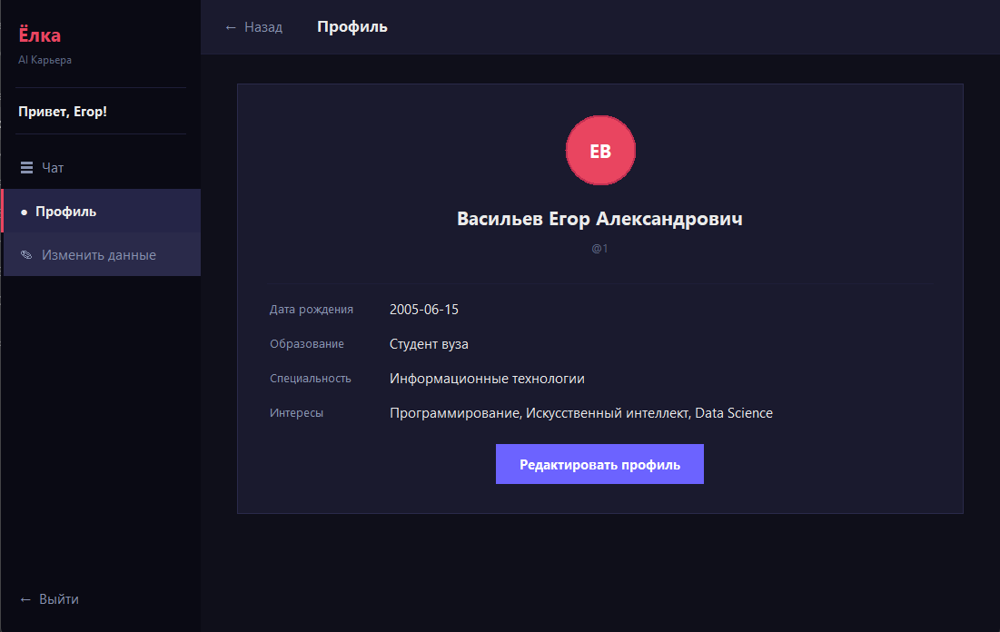 Ёлка
AI Карьера
Привет, Егор!
Чат
Профиль
Изменить данные
← Выйти
← Назад
Профиль
ЕВ
Васильев Егор Александрович
@1
Дата рождения 2005-06-15
Образование Студент вуза
Специальность Информационные технологии
Интересы Программирование, Искусственный интеллект, Data Science
Редактировать профиль